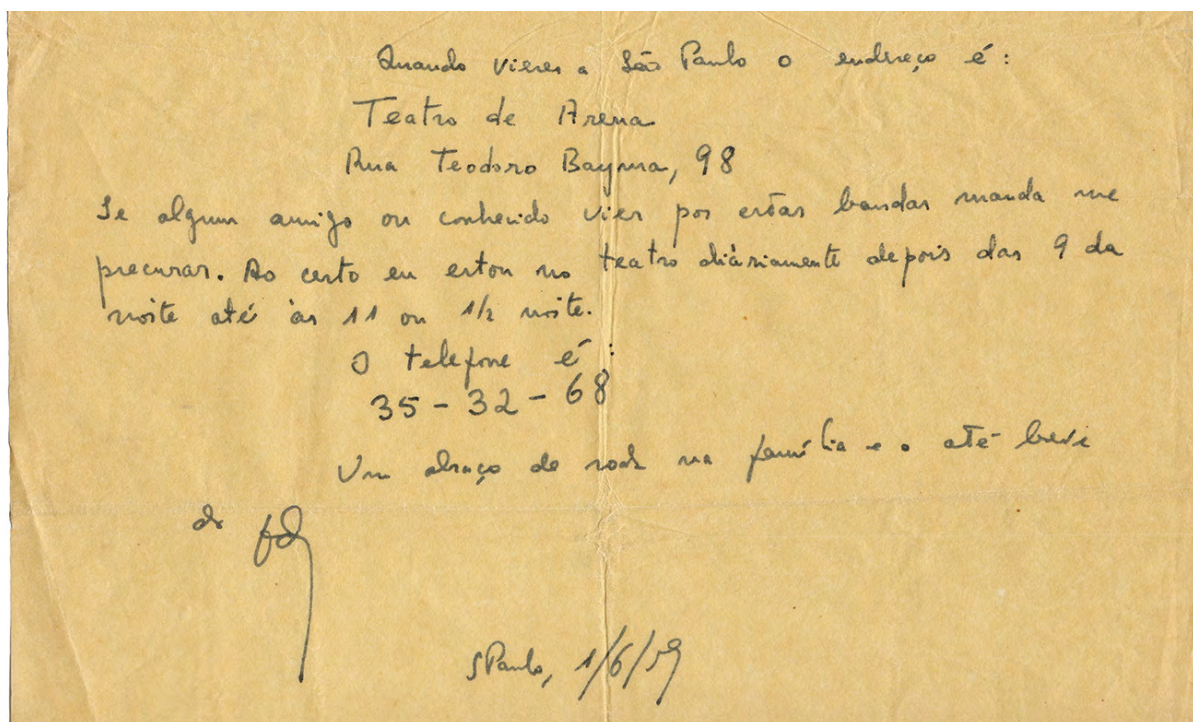 Quando vieres a São Paulo o endereço é:
Teatro de Arena
Rua Teodoro Bayma, 98
Se algum amigo ou conhecido vier por estas bandas manda me
procurar. Ao certo eu estou no teatro diàriamente depois das 9 da
noite até às 11 ou 1/2 noite.
O telefone é:
35-32-68
Um abraço de roda na família e o até breve
do
SPaulo, 1/6/59